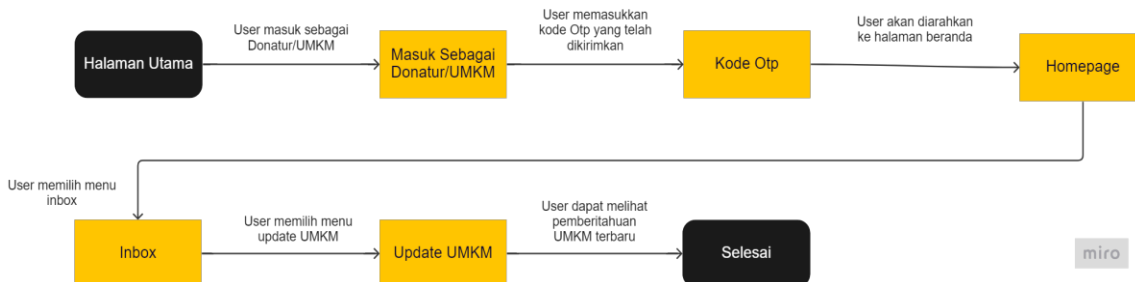 Halaman Utama
User masuk sebagai
Donatur/UMKM
Masuk Sebagai
Donatur/UMKM
User memasukkan
kode Otp yang telah
dikirimkan
Kode Otp
User akan diarahkan
ke halaman beranda
Homepage
User memilih menu
inbox
Inbox
User memilih menu
update UMKM
Update UMKM
User dapat melihat
pemberitahuan
UMKM terbaru
Selesai
miro